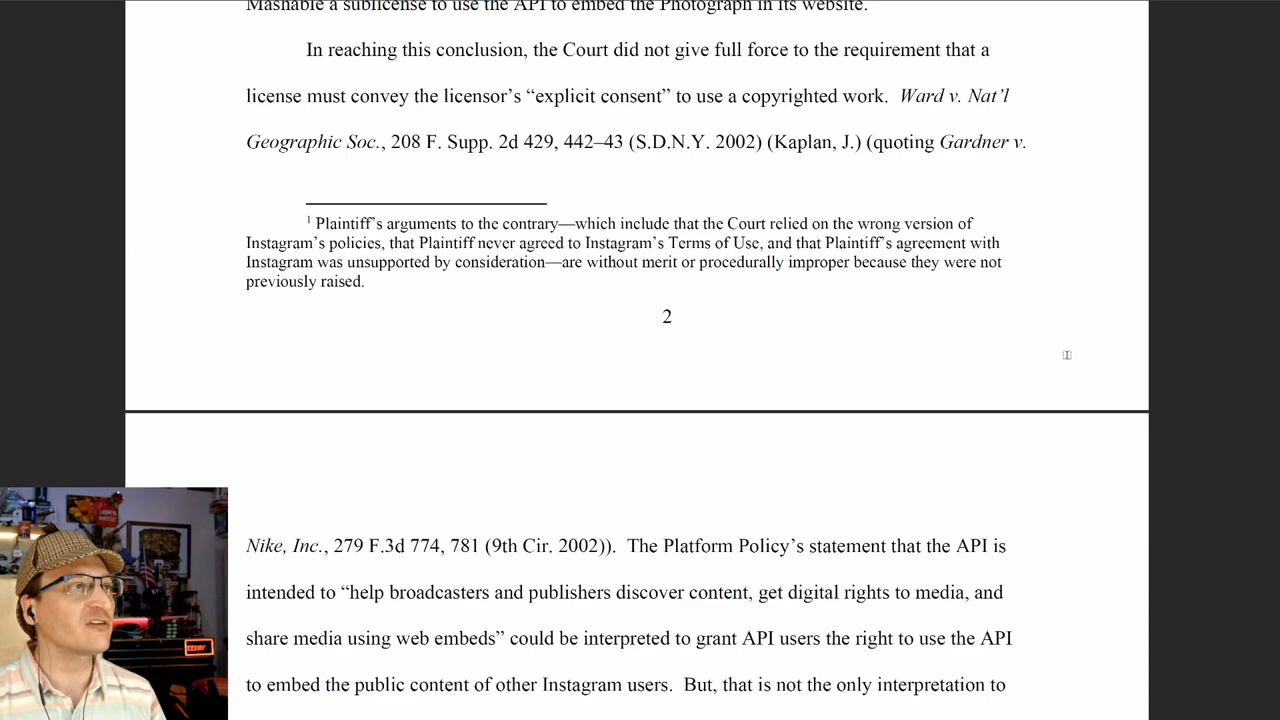 Mashable a sublicense to use the API to embed the Photograph in its website.
In reaching this conclusion, the Court did not give full force to the requirement that a
license must convey the licensor’s “explicit consent” to use a copyrighted work. Ward v. Nat’l
Geographic Soc., 208 F. Supp. 2d 429, 442–43 (S.D.N.Y. 2002) (Kaplan, J.) (quoting Gardner v.
1 Plaintiff’s arguments to the contrary—which include that the Court relied on the wrong version of
Instagram’s policies, that Plaintiff never agreed to Instagram’s Terms of Use, and that Plaintiff’s agreement with
Instagram was unsupported by consideration—are without merit or procedurally improper because they were not
previously raised.
2
Nike, Inc., 279 F.3d 774, 781 (9th Cir. 2002)). The Platform Policy’s statement that the API is
intended to “help broadcasters and publishers discover content, get digital rights to media, and
share media using web embeds” could be interpreted to grant API users the right to use the API
to embed the public content of other Instagram users. But, that is not the only interpretation to